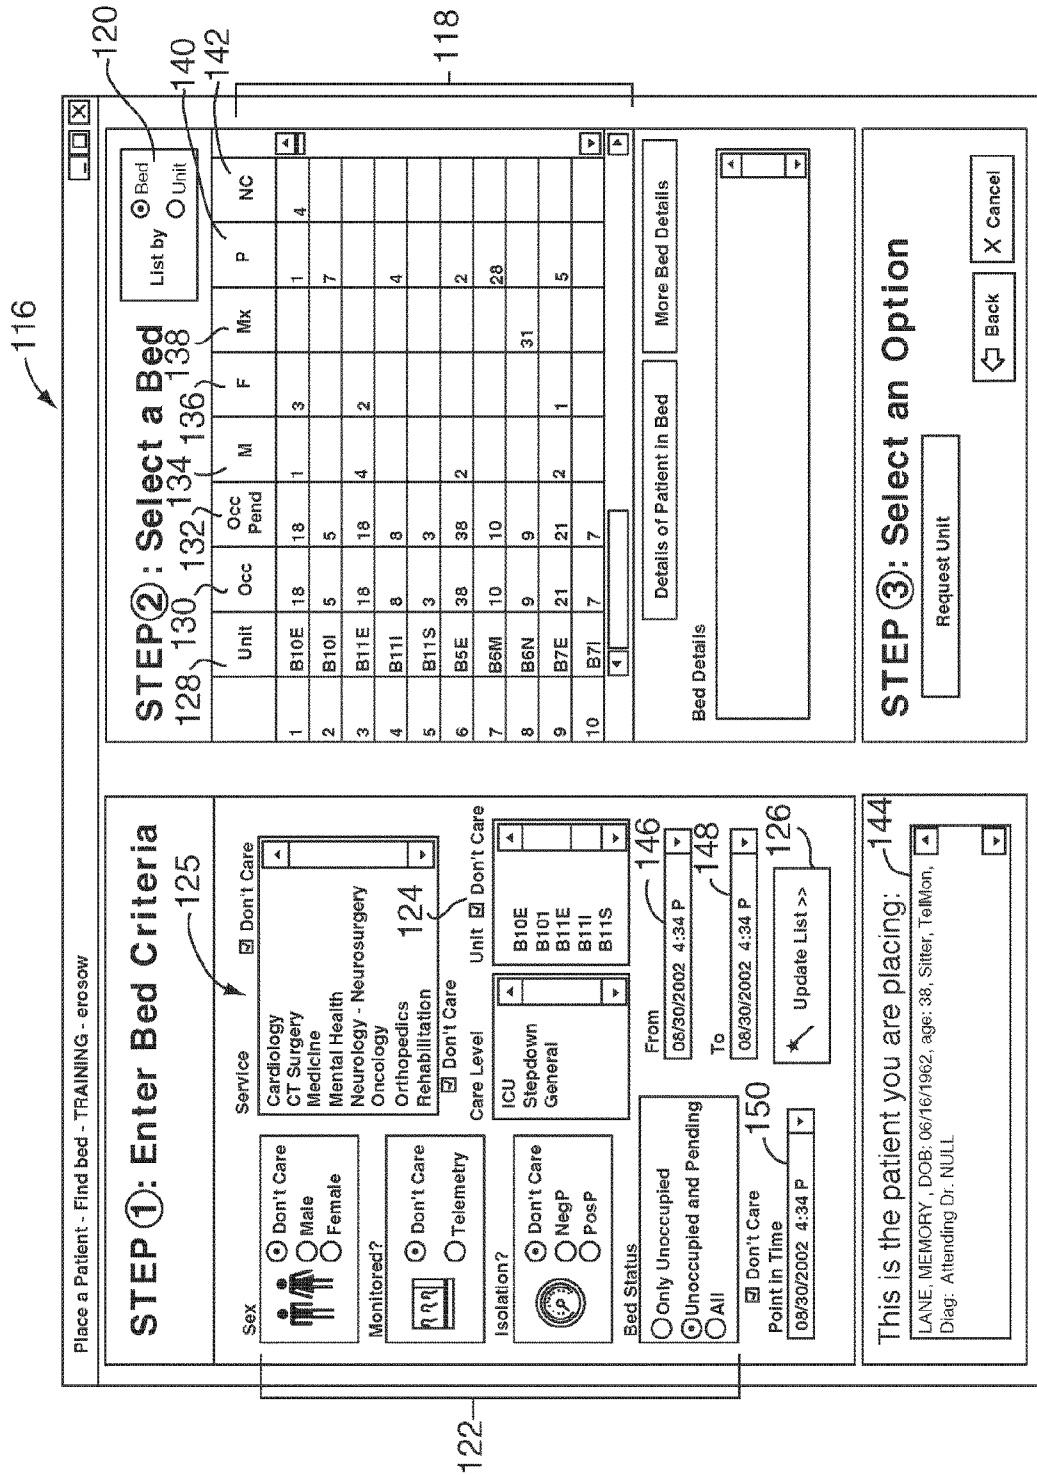 116
Place a Patient - Find bed - TRAINING - erosow
STEP 1: Enter Bed Criteria
125
122
Sex
Don't Care
Male
Female
Monitored?
Don't Care
Telemetry
Isolation?
Don't Care
NegP
PosP
Bed Status
Only Unoccupied
Unoccupied and Pending
All
Don't Care
Point in Time
150
08/30/2002 4:34 P
Service
Don't Care
Cardiology
CT Surgery
Medicine
Mental Health
Neurology - Neurosurgery
Oncology
Orthopedics
Rehabilitation
Don't Care
124
Care Level
ICU
Stepdown
General
Unit
Don't Care
B10E
B101
B11E
B11I
B11S
From
146
08/30/2002 4:34 P
To
148
08/30/2002 4:34 P
Update List >>
126
This is the patient you are placing:
144
LANE, MEMORY , DOB: 06/16/1962, age: 38, Sitter, TelMon,
Diag: Attending Dr. NULL
STEP 2: Select a Bed
List by
Bed
Unit
120
140
142
118
128 130 132 134 136 138
Unit Occ Occ Pend M F Mx P NC
1 B10E 18 18 1 3 1 4
2 B10I 5 5 7
3 B11E 18 18 4 2
4 B11I 8 8 4
5 B11S 3 3
6 B5E 38 38 2 2
7 B6M 10 10 28
8 B6N 9 9 31
9 B7E 21 21 2 1 5
10 B7I 7 7
Details of Patient in Bed
More Bed Details
Bed Details
STEP 3: Select an Option
Request Unit
Back
X Cancel